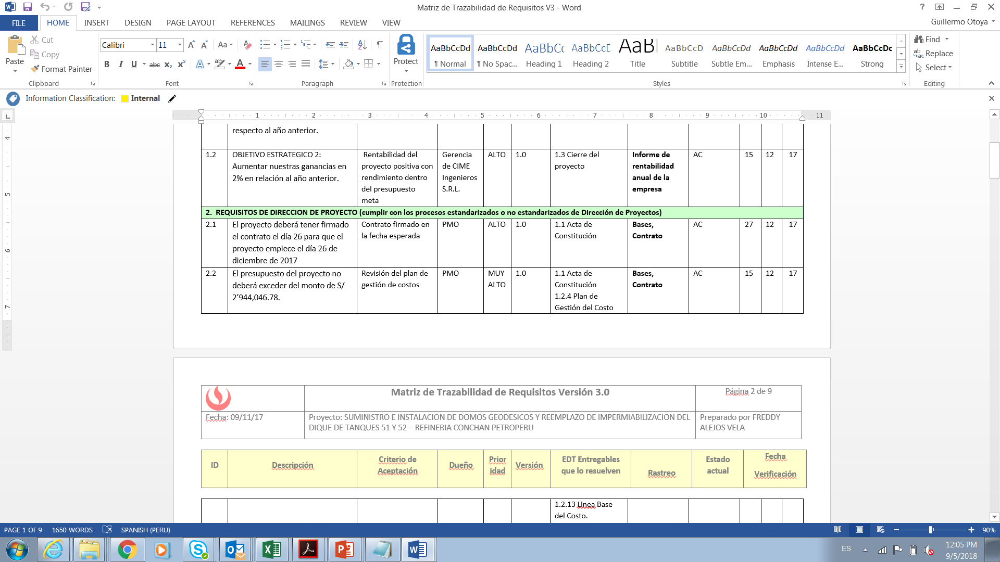 Matriz de Trazabilidad de Requisitos V3 - Word
?
FILE HOME INSERT DESIGN PAGE LAYOUT REFERENCES MAILINGS REVIEW VIEW
Guillermo Otoya
Paste
Cut
Copy
Format Painter
Clipboard
Calibri 11
Aa
B I U abc x₂ x²
Font
Paragraph
Protect
Protection
AaBbCcDd AaBbCcDd AaBbCc AaBbCcD AaBl AaBbCcD AaBbCcDd AaBbCcDd AaBbCcDd AaBbCcDc
¶ Normal ¶ No Spac... Heading 1 Heading 2 Title Subtitle Subtle Em... Emphasis Intense E... Strong
Styles
Find
Replace
Select
Editing
Information Classification: Internal
1 2 3 4 5 6 7 8 9 10 11
4
5
6
7
respecto al año anterior.
1.2
OBJETIVO ESTRATEGICO 2:
Aumentar nuestras ganancias en
2% en relación al año anterior.
Rentabilidad del
proyecto positiva con
rendimiento dentro
del presupuesto
meta
Gerencia
de CIME
Ingenieros
S.R.L.
ALTO
1.0
1.3 Cierre del
proyecto
Informe de
rentabilidad
anual de la
empresa
AC
15 12 17
2. REQUISITOS DE DIRECCION DE PROYECTO (cumplir con los procesos estandarizados o no estandarizados de Dirección de Proyectos)
2.1
El proyecto deberá tener firmado
el contrato el día 26 para que el
proyecto empiece el día 26 de
diciembre de 2017
Contrato firmado en
la fecha esperada
PMO
ALTO
1.0
1.1 Acta de
Constitución
Bases,
Contrato
AC
27 12 17
2.2
El presupuesto del proyecto no
deberá exceder del monto de S/
2’944,046.78.
Revisión del plan de
gestión de costos
PMO
MUY
ALTO
1.0
1.1 Acta de
Constitución
1.2.4 Plan de
Gestión del Costo
Bases,
Contrato
AC
15 12 17
Matriz de Trazabilidad de Requisitos Versión 3.0
Página 2 de 9
Fecha: 09/11/17
Proyecto: SUMINISTRO E INSTALACION DE DOMOS GEODESICOS Y REEMPLAZO DE IMPERMIABILIZACION DEL
DIQUE DE TANQUES 51 Y 52 – REFINERIA CONCHAN PETROPERU
Preparado por FREDDY
ALEJOS VELA
ID
Descripción
Criterio de
Aceptación
Dueño
Prior
idad
Versión
EDT Entregables
que lo resuelven
Rastreo
Estado
actual
Fecha
Verificación
1.2.13 Linea Base
del Costo.
PAGE 1 OF 9 1650 WORDS SPANISH (PERU)
90%
ES
12:05 PM
9/5/2018